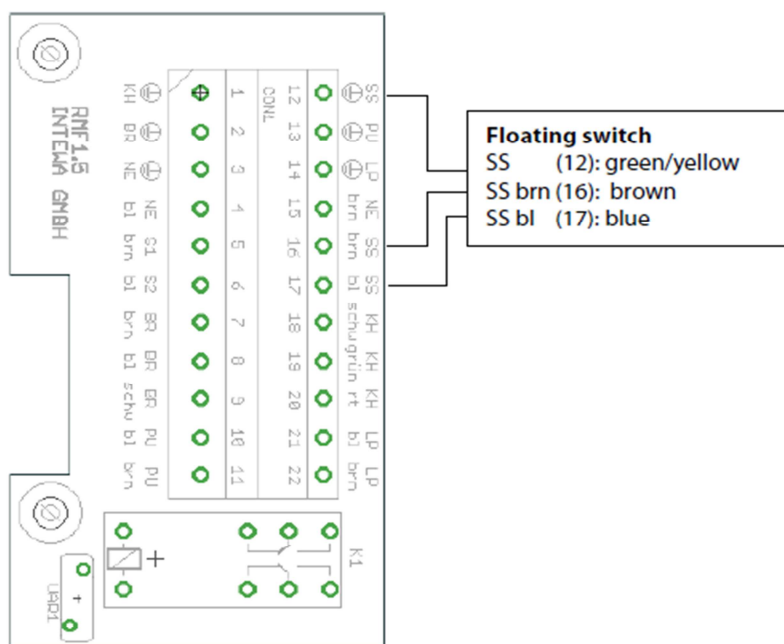 RMF1.5
INTEWA GMBH
KH 1 12 SS
BR 2 13 PU
NE 3 14 LP
bl NE 4 15 brn NE
brn S1 5 16 brn SS
bl S2 6 17 bl SS
brn BR 7 18 schw KH
bl BR 8 19 grün KH
schw BR 9 20 rt KH
bl PU 10 21 bl LP
brn PU 11 22 brn LP
CON1
K1
+
VAR1
+
Floating switch
SS (12): green/yellow
SS brn (16): brown
SS bl (17): blue